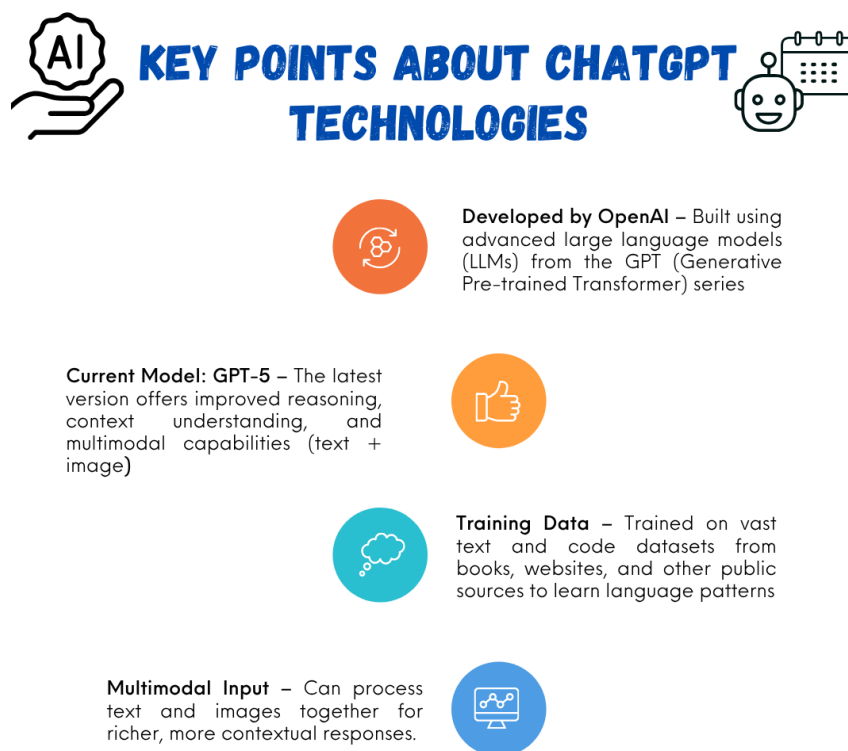 AI
KEY POINTS ABOUT CHATGPT
TECHNOLOGIES
Developed by OpenAI – Built using
advanced large language models
(LLMs) from the GPT (Generative
Pre-trained Transformer) series
Current Model: GPT-5 – The latest
version offers improved reasoning,
context understanding, and
multimodal capabilities (text +
image)
Training Data – Trained on vast
text and code datasets from
books, websites, and other public
sources to learn language patterns
Multimodal Input – Can process
text and images together for
richer, more contextual responses.